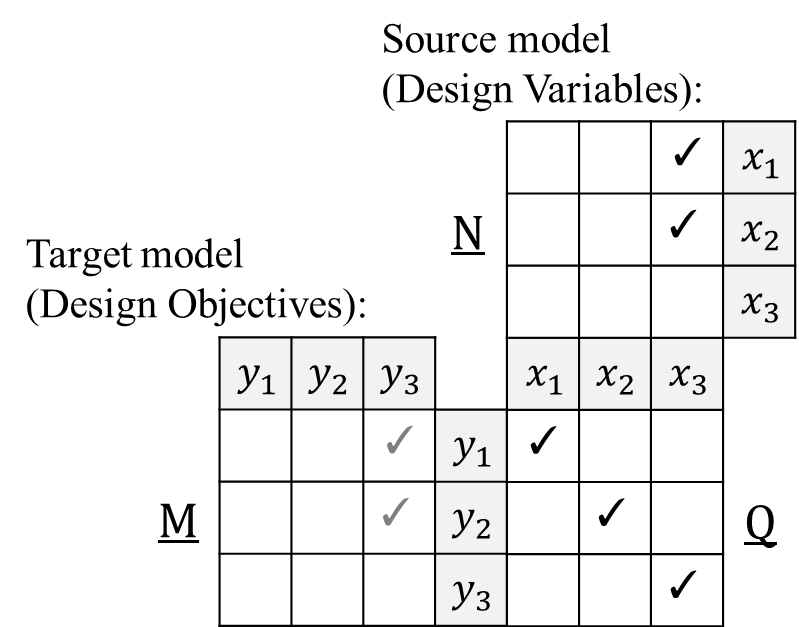 Source model
(Design Variables):
✓ x₁
N ✓ x₂
x₃
Target model
(Design Objectives):
y₁ y₂ y₃ x₁ x₂ x₃
✓ y₁ ✓
M ✓ y₂ ✓ Q
y₃ ✓